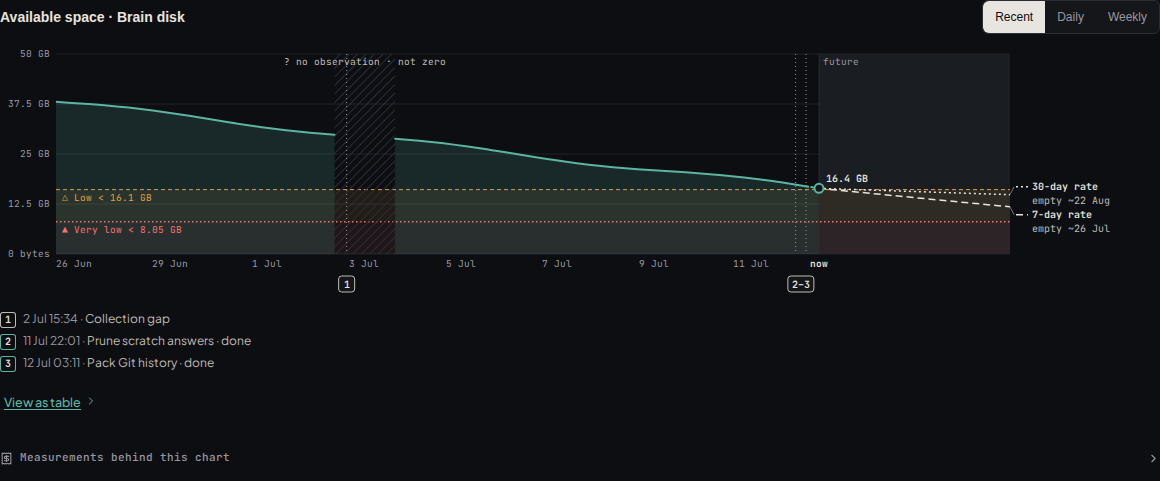 Available space · Brain disk
Recent Daily Weekly
50 GB
? no observation · not zero
future
37.5 GB
25 GB
16.4 GB
30-day rate
△ Low < 16.1 GB
empty ~22 Aug
12.5 GB
7-day rate
▲ Very low < 8.05 GB
empty ~26 Jul
0 bytes
26 Jun 29 Jun 1 Jul 3 Jul 5 Jul 7 Jul 9 Jul 11 Jul now
1 2–3
1 2 Jul 15:34 · Collection gap
2 11 Jul 22:01 · Prune scratch answers · done
3 12 Jul 03:11 · Pack Git history · done
View as table
Measurements behind this chart